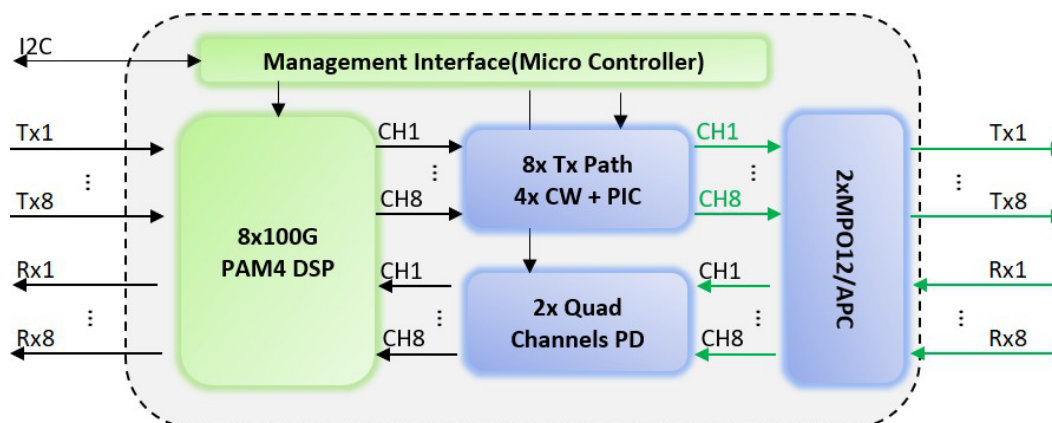 I2C
Management Interface(Micro Controller)
Tx1
CH1
CH1
Tx1
...
...
...
...
8x Tx Path
4x CW + PIC
Tx8
CH8
CH8
Tx8
8x100G
PAM4 DSP
2xMPO12/APC
Rx1
CH1
CH1
Rx1
...
...
...
...
2x Quad
Channels PD
Rx8
CH8
CH8
Rx8